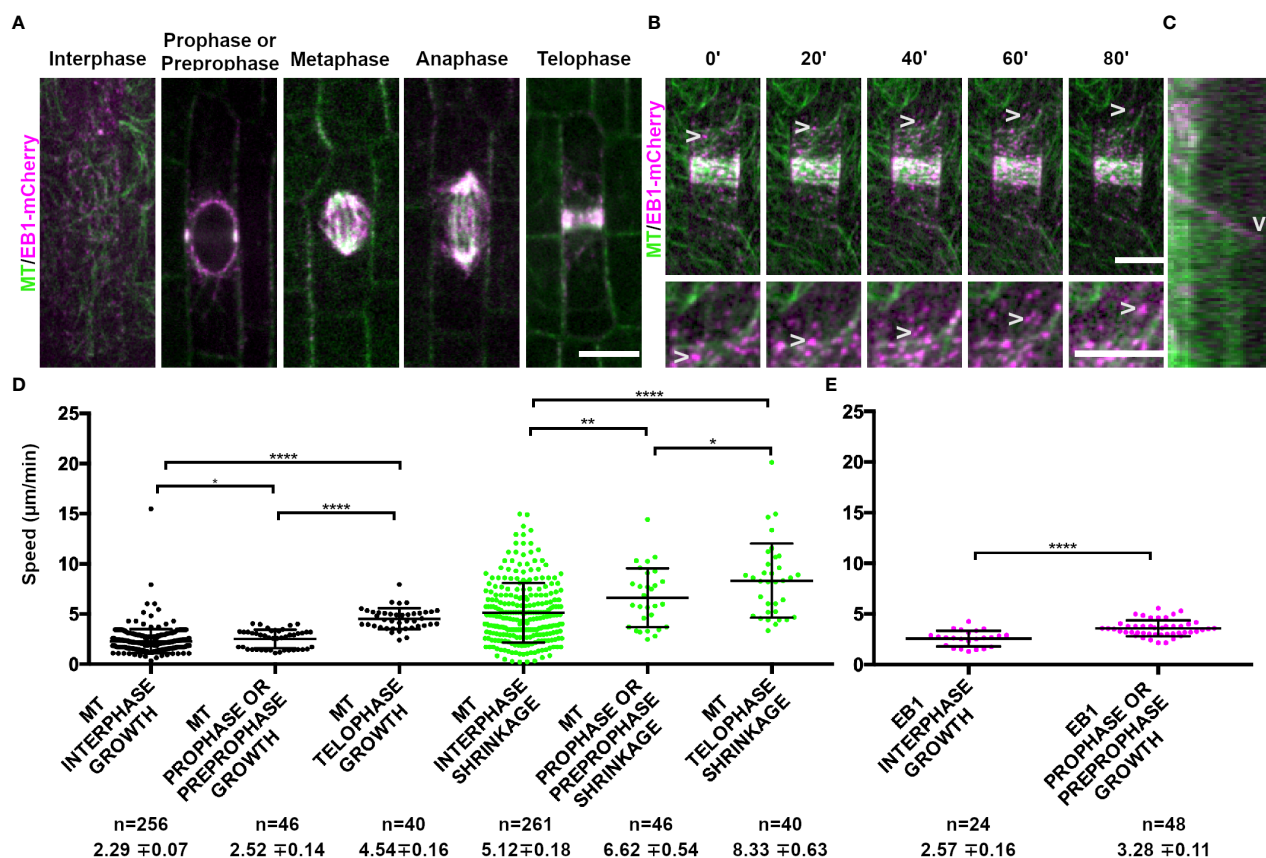 A
Interphase
Prophase or
Preprophase
Metaphase
Anaphase
Telophase
MT/EB1-mCherry
B
0'
20'
40'
60'
80'
MT/EB1-mCherry
>
>
>
>
>
>
>
>
>
>
C
V
D
Speed (μm/min)
25
20
15
10
5
0
****
*
****
****
**
*
MT
INTERPHASE
GROWTH
MT
PROPHASE OR
PREPROPHASE
GROWTH
MT
TELOPHASE
GROWTH
MT
INTERPHASE
SHRINKAGE
MT
PROPHASE OR
PREPROPHASE
SHRINKAGE
MT
TELOPHASE
SHRINKAGE
n=256
2.29 ∓0.07
n=46
2.52 ∓0.14
n=40
4.54∓0.16
n=261
5.12∓0.18
n=46
6.62 ∓0.54
n=40
8.33 ∓0.63
E
25
20
15
10
5
0
****
EB1
INTERPHASE
GROWTH
EB1
PROPHASE OR
PREPROPHASE
GROWTH
n=24
2.57 ∓0.16
n=48
3.28 ∓0.11